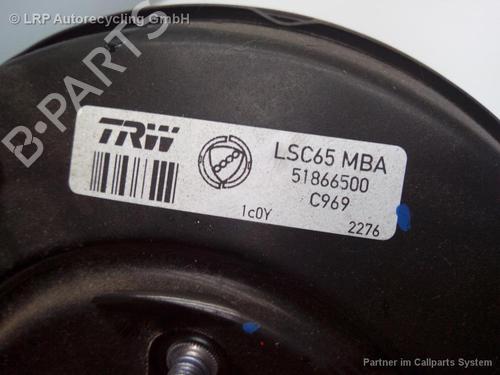 © LRP Autorecycling GmbH
B-PARTS
TRW
LSC65 MBA
51866500
C969
1c0Y
2276
Partner im Callparts System